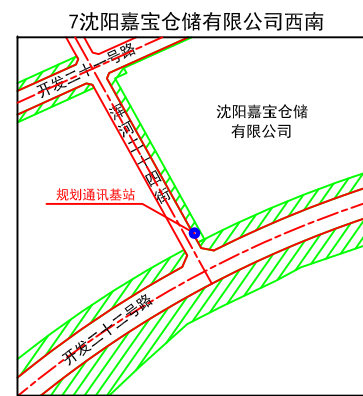 7沈阳嘉宝仓储有限公司西南
开发二十一号路
沈阳嘉宝仓储
有限公司
浑河二十四街
规划通讯基站
开发二十二号路